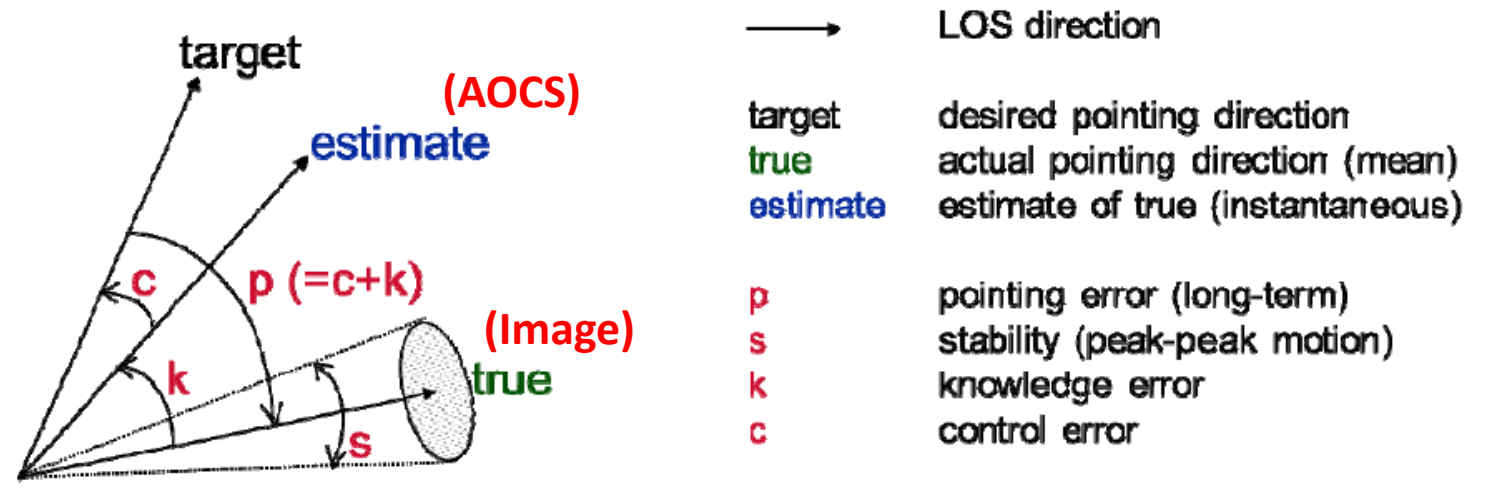 target
(AOCS)
estimate
c
p (=c+k)
k
(Image)
true
s
LOS direction
target desired pointing direction
true actual pointing direction (mean)
estimate estimate of true (instantaneous)
p pointing error (long-term)
s stability (peak-peak motion)
k knowledge error
c control error